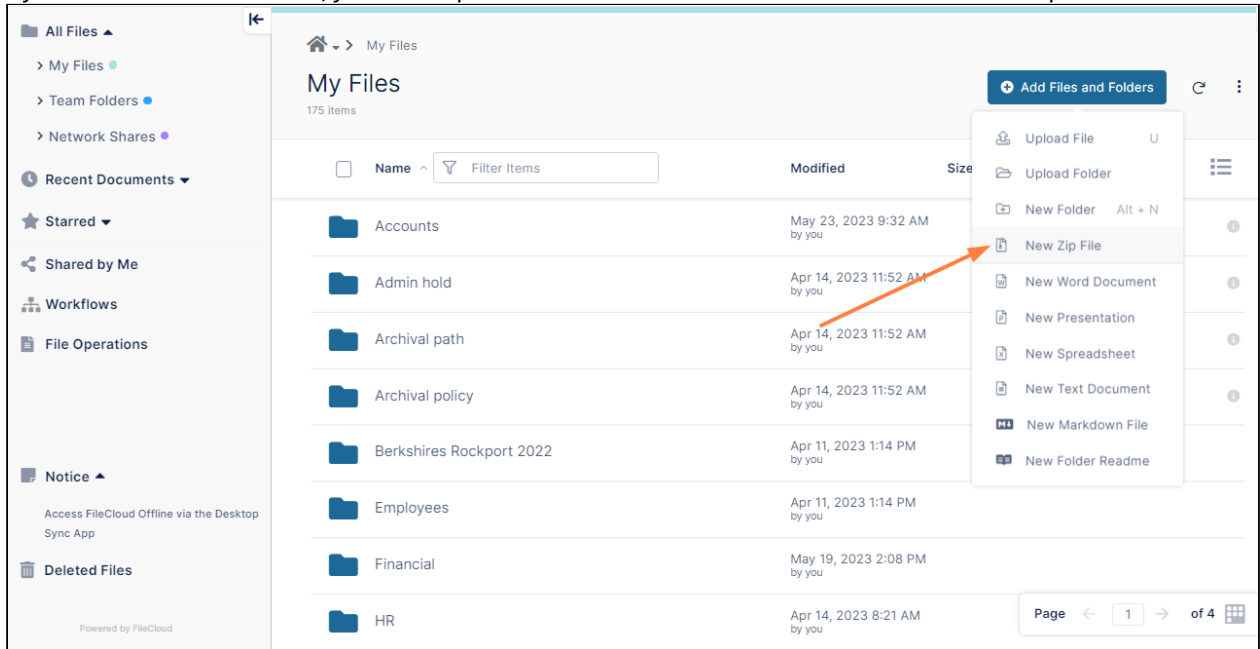 All Files
My Files
Team Folders
Network Shares
Recent Documents
Starred
Shared by Me
Workflows
File Operations
Notice
Access FileCloud Offline via the Desktop
Sync App
Deleted Files
Powered by FileCloud
My Files
My Files
175 items
Add Files and Folders
Name Filter Items Modified Size
Accounts May 23, 2023 9:32 AM
by you
Admin hold Apr 14, 2023 11:52 AM
by you
Archival path Apr 14, 2023 11:52 AM
by you
Archival policy Apr 14, 2023 11:52 AM
by you
Berkshires Rockport 2022 Apr 11, 2023 1:14 PM
by you
Employees Apr 11, 2023 1:14 PM
by you
Financial May 19, 2023 2:08 PM
by you
HR Apr 14, 2023 8:21 AM
by you
Upload File U
Upload Folder
New Folder Alt + N
New Zip File
New Word Document
New Presentation
New Spreadsheet
New Text Document
New Markdown File
New Folder Readme
Page 1 of 4